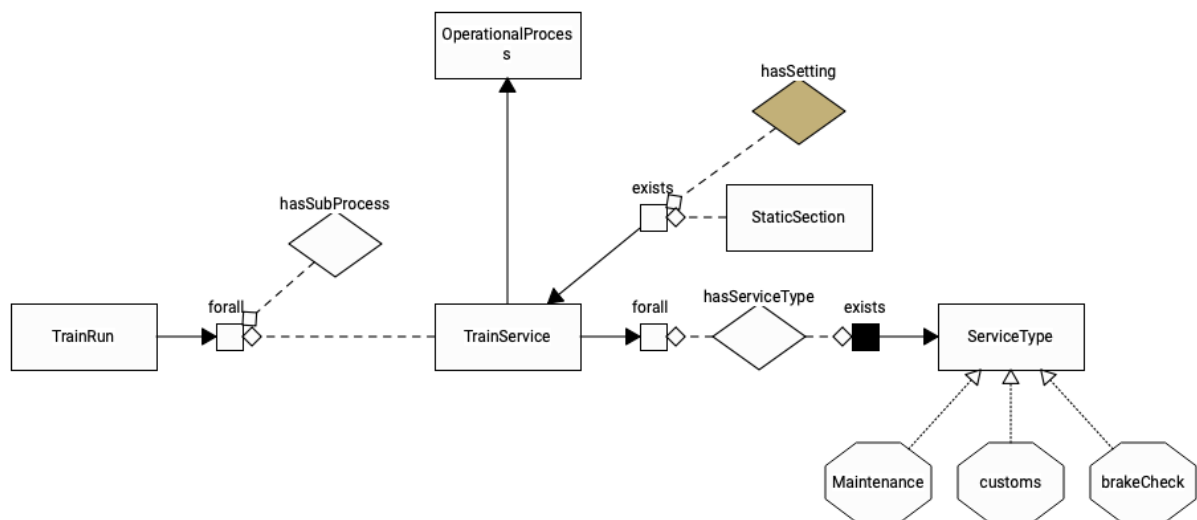 OperationalProces
s
hasSetting
exists
StaticSection
hasSubProcess
forall
forall
hasServiceType
exists
TrainRun
TrainService
ServiceType
Maintenance
customs
brakeCheck